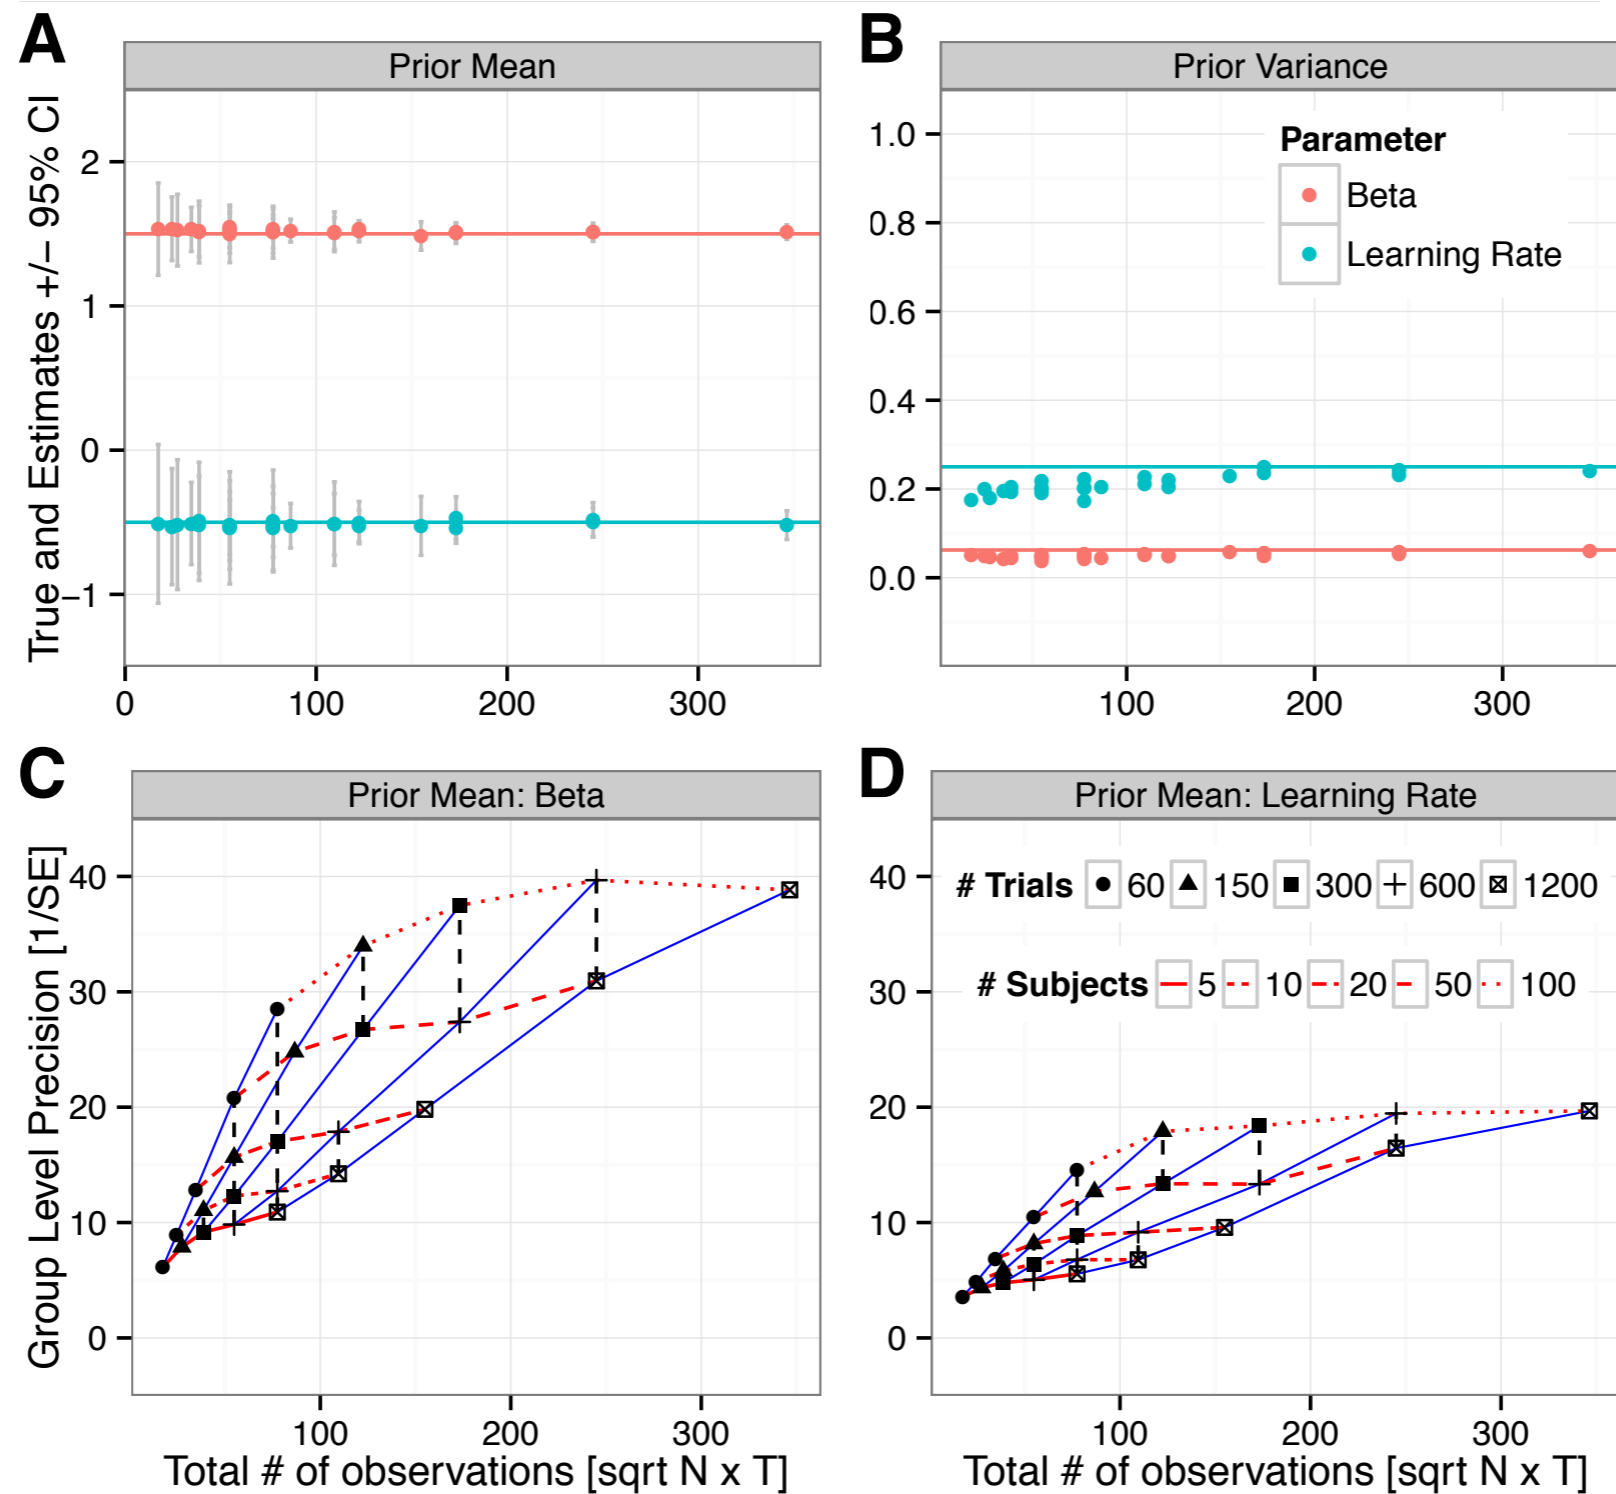 A
B
Prior Mean
Prior Variance
True and Estimates +/− 95% CI
2
1
0
−1
0
100
200
300
1.0
0.8
0.6
0.4
0.2
0.0
Parameter
Beta
Learning Rate
100
200
300
C
D
Prior Mean: Beta
Prior Mean: Learning Rate
Group Level Precision [1/SE]
40
30
20
10
0
100
200
300
Total # of observations [sqrt N x T]
40
30
20
10
0
# Trials 60 150 300 600 1200
# Subjects 5 10 20 50 100
100
200
300
Total # of observations [sqrt N x T]